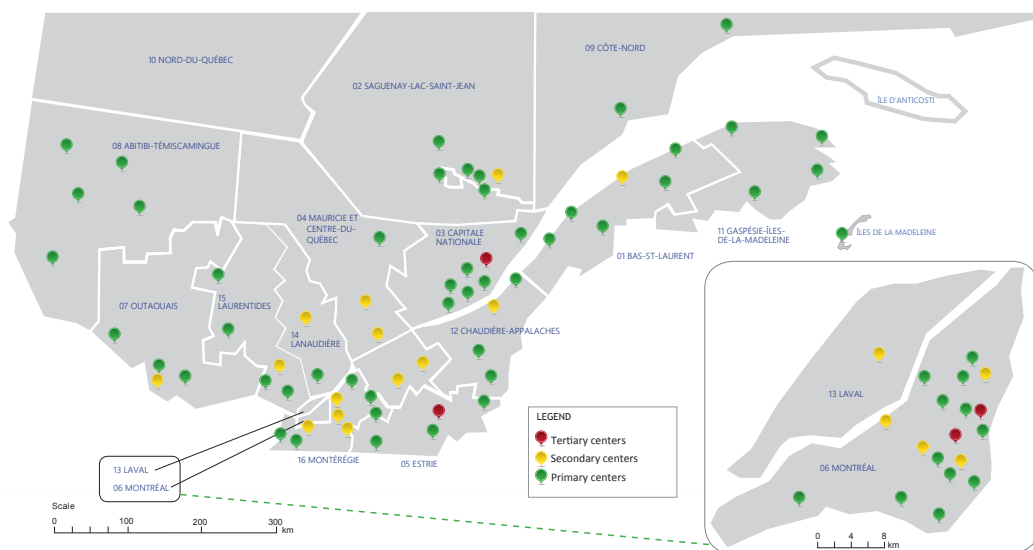 09 CÔTE-NORD
10 NORD-DU-QUÉBEC
02 SAGUENAY-LAC-SAINT-JEAN
ÎLE D'ANTICOSTI
08 ABITIBI-TÉMISCAMINGUE
04 MAURICIE ET
CENTRE-DU-
QUÉBEC
03 CAPITALE
NATIONALE
11 GASPÉSIE-ÎLES-
DE-LA-MADELEINE
ÎLES DE LA MADELEINE
01 BAS-ST-LAURENT
07 OUTAOUAIS
15
LAURENTIDES
14
LANAUDIÈRE
12 CHAUDIÈRE-APPALACHES
13 LAVAL
06 MONTRÉAL
LEGEND
Tertiary centers
Secondary centers
Primary centers
16 MONTÉRÉGIE
05 ESTRIE
13 LAVAL
06 MONTRÉAL
Scale
0 100 200 300 km
0 4 8 km